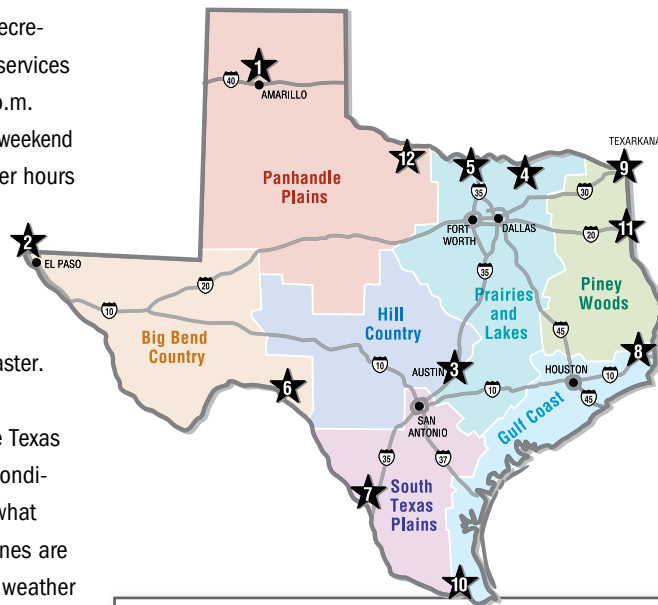 ecre-
services
p.m.
weekend
er hours
aster.
e Texas
ondi-
what
nes are
weather
1
40
AMARILLO
Panhandle
Plains
12
5
4
TEXARKANA
9
35
30
FORT
WORTH
DALLAS
20
11
2
EL PASO
10
20
Big Bend
Country
6
Hill
Country
35
Prairies
and
Lakes
Piney
Woods
45
8
10
AUSTIN
3
HOUSTON
10
10
45
SAN
ANTONIO
Gulf Coast
35
37
7
South
Texas
Plains
10